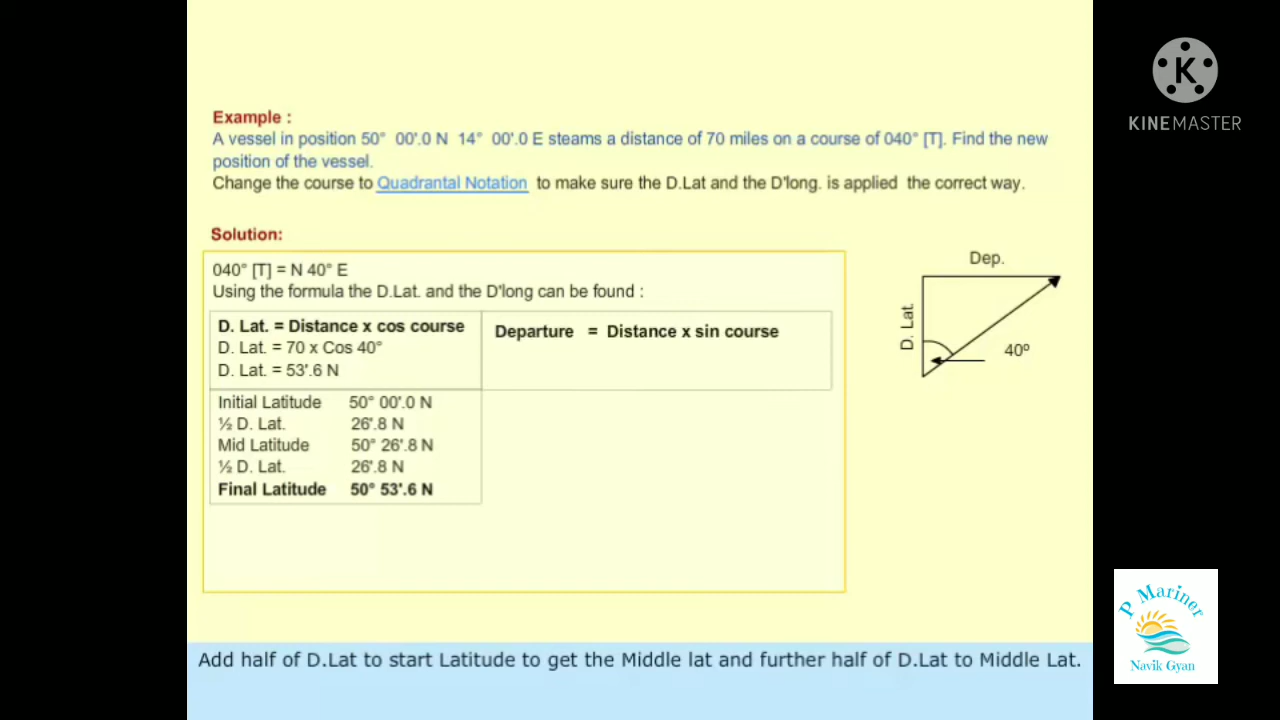 Example :
A vessel in position 50° 00'.0 N 14° 00'.0 E steams a distance of 70 miles on a course of 040° [T]. Find the new
position of the vessel.
Change the course to Quadrantal Notation to make sure the D.Lat and the D'long. is applied the correct way.
Solution:
040° [T] = N 40° E
Using the formula the D.Lat. and the D'long can be found :
D. Lat. = Distance x cos course
D. Lat. = 70 x Cos 40°
D. Lat. = 53'.6 N
Departure = Distance x sin course
Initial Latitude 50° 00'.0 N
½ D. Lat. 26'.8 N
Mid Latitude 50° 26'.8 N
½ D. Lat. 26'.8 N
Final Latitude 50° 53'.6 N
Dep.
D. Lat.
40º
Add half of D.Lat to start Latitude to get the Middle lat and further half of D.Lat to Middle Lat.
K
KINEMASTER
P Mariner
Navik Gyan